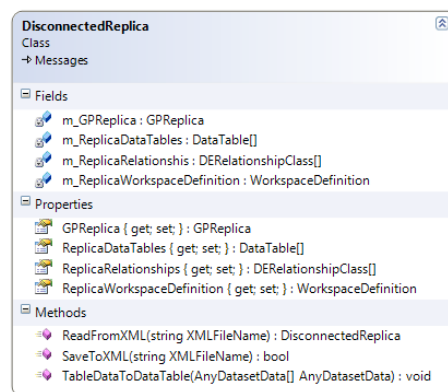 DisconnectedReplica
Class
Messages
Fields
m_GPReplica : GPReplica
m_ReplicaDataTables : DataTable[]
m_ReplicaRelationshis : DERelationshipClass[]
m_ReplicaWorkspaceDefinition : WorkspaceDefinition
Properties
GPReplica { get; set; } : GPReplica
ReplicaDataTables { get; set; } : DataTable[]
ReplicaRelationships { get; set; } : DERelationshipClass[]
ReplicaWorkspaceDefinition { get; set; } : WorkspaceDefinition
Methods
ReadFromXML(string XMLFileName) : DisconnectedReplica
SaveToXML(string XMLFileName) : bool
TableDataToDataTable(AnyDatasetData[] AnyDatasetData) : void